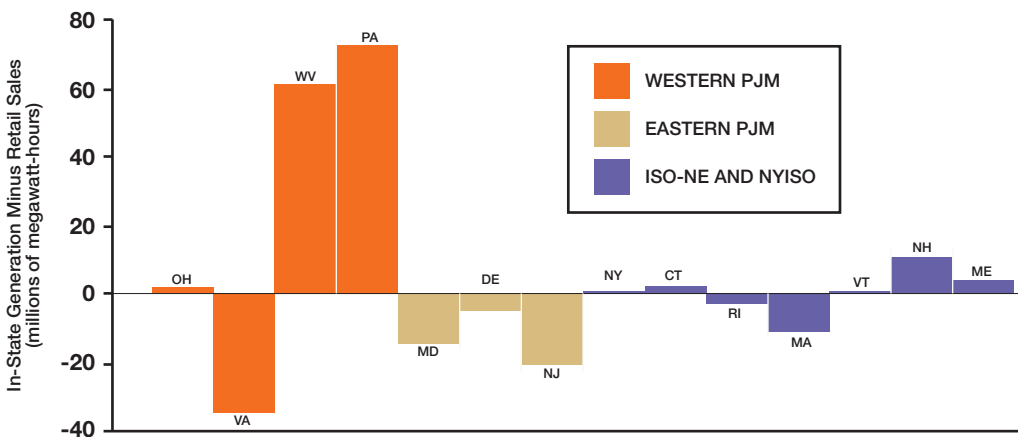 In-State Generation Minus Retail Sales
(millions of megawatt-hours)
80
60
40
20
0
-20
-40
OH
VA
WV
PA
MD
DE
NJ
NY
CT
RI
MA
VT
NH
ME
WESTERN PJM
EASTERN PJM
ISO-NE AND NYISO